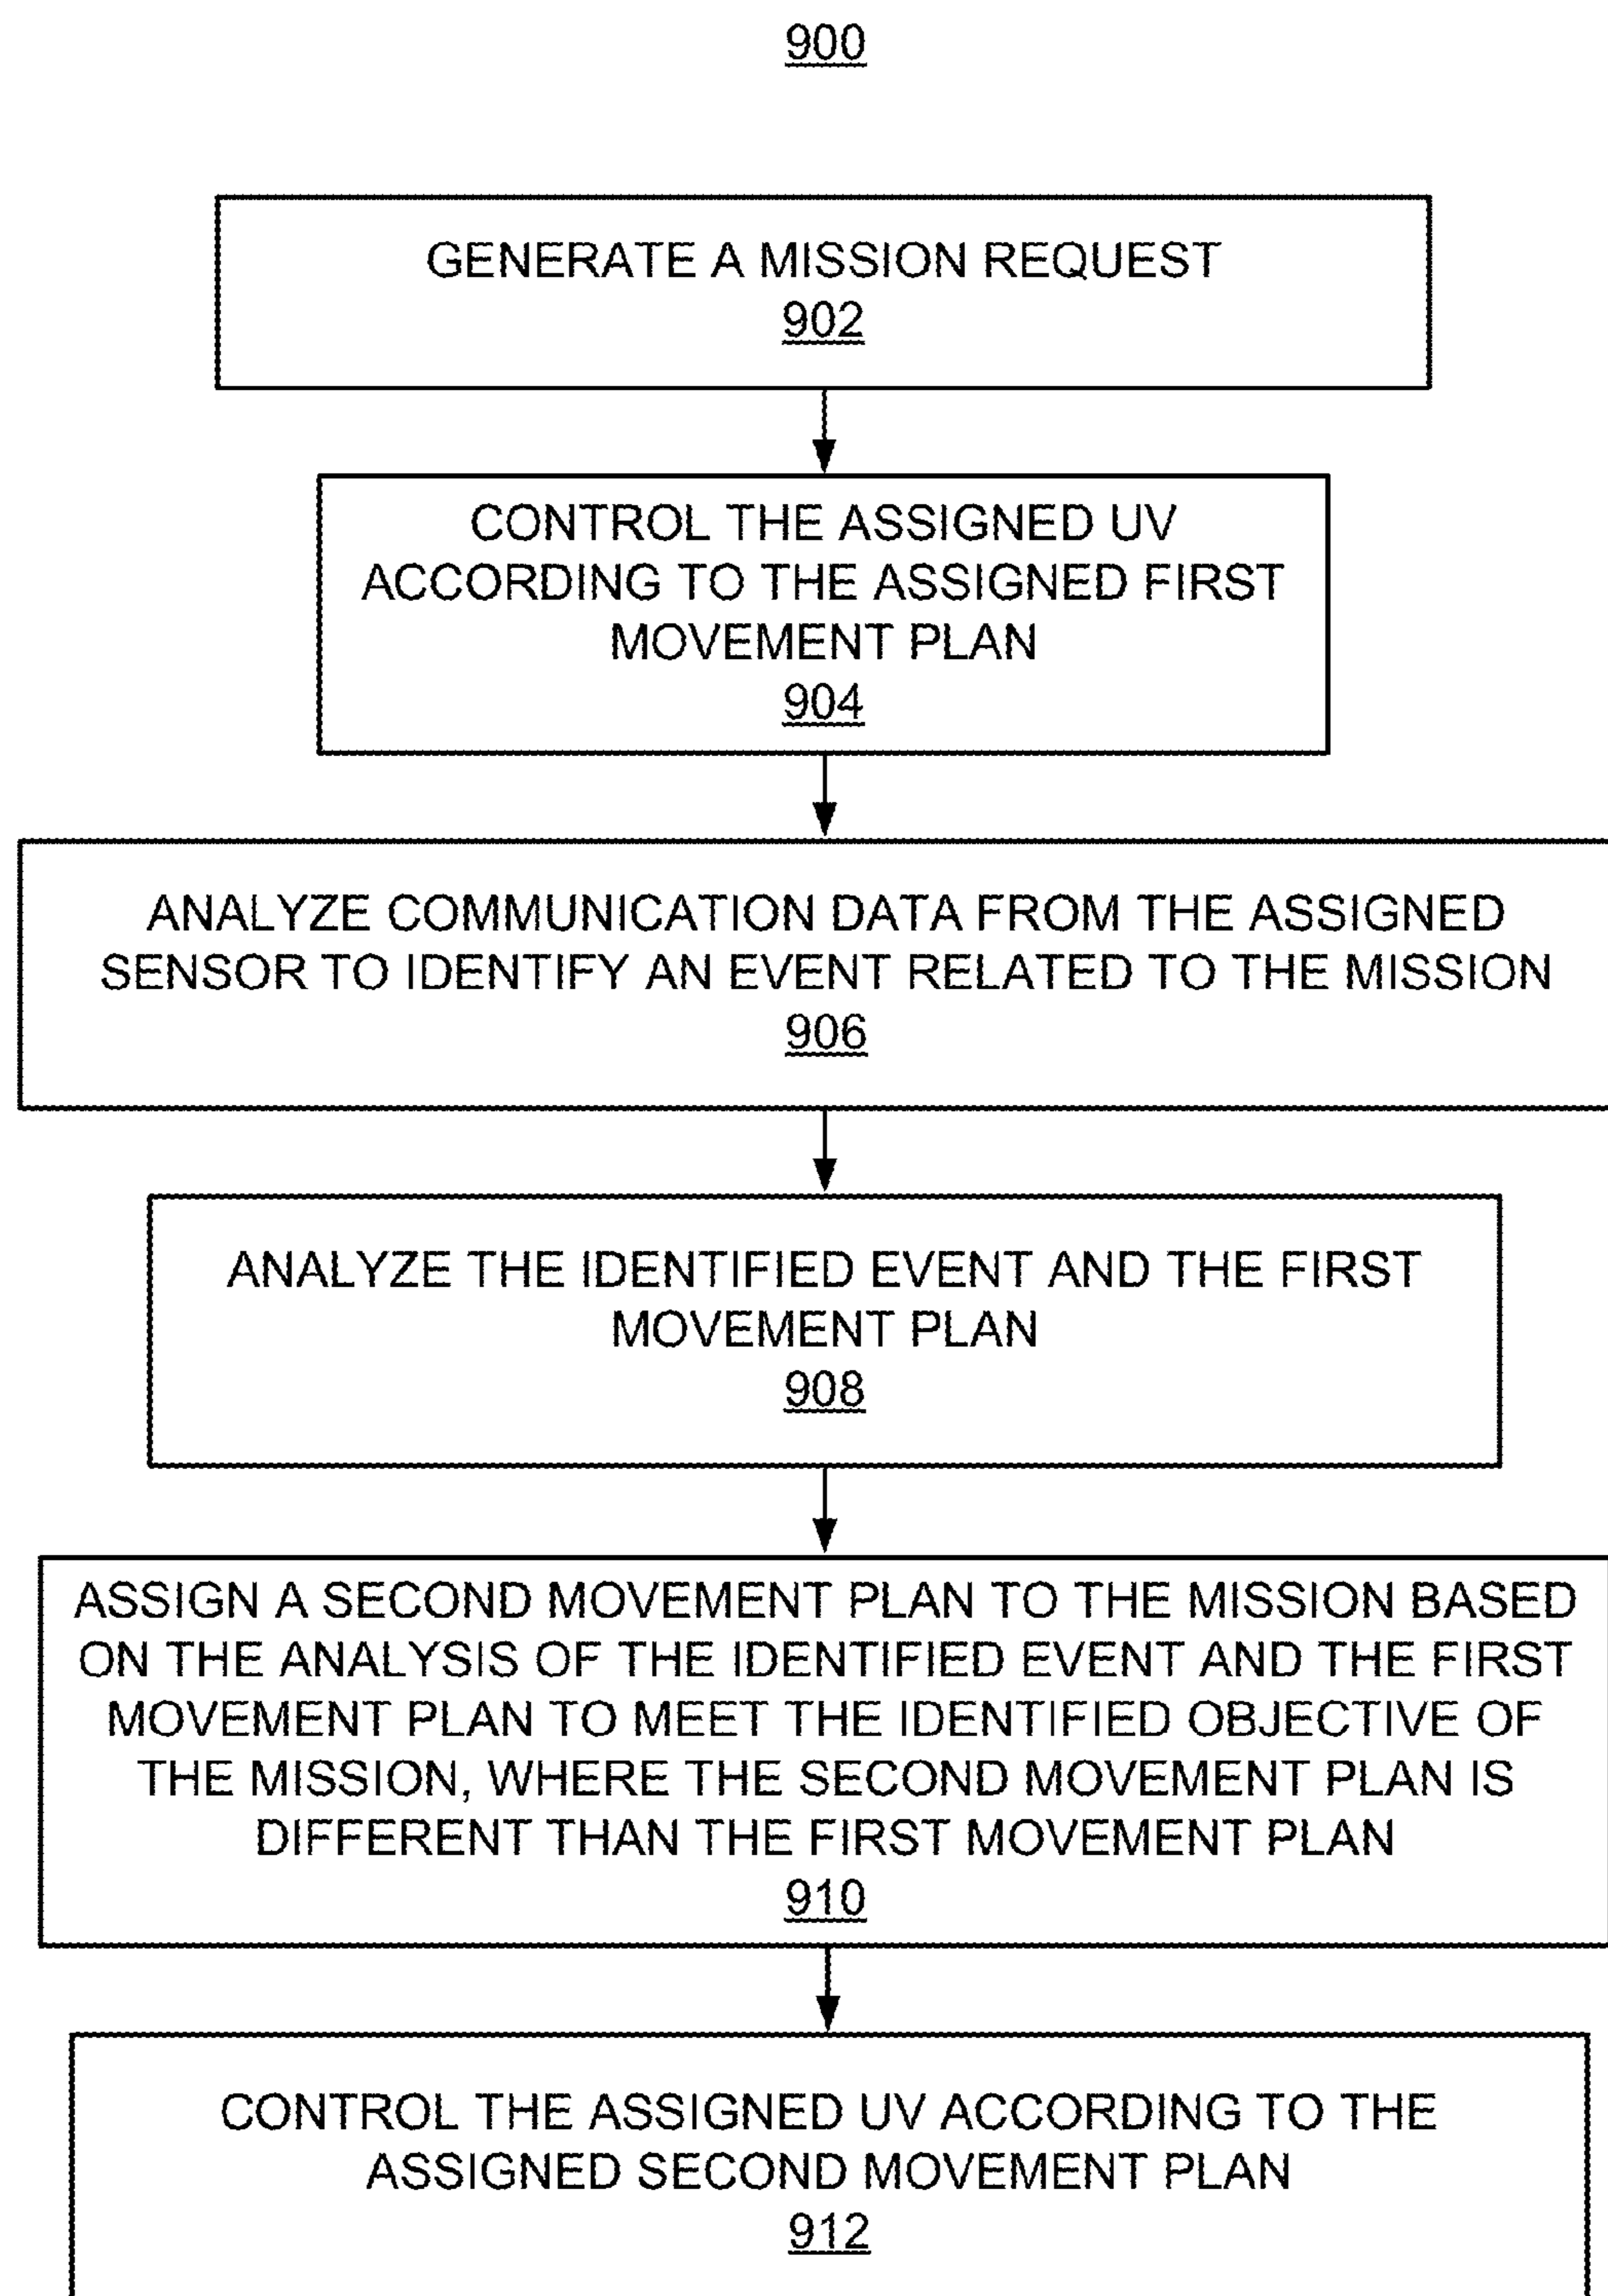 900
GENERATE A MISSION REQUEST
902
CONTROL THE ASSIGNED UV
ACCORDING TO THE ASSIGNED FIRST
MOVEMENT PLAN
904
ANALYZE COMMUNICATION DATA FROM THE ASSIGNED
SENSOR TO IDENTIFY AN EVENT RELATED TO THE MISSION
906
ANALYZE THE IDENTIFIED EVENT AND THE FIRST
MOVEMENT PLAN
908
ASSIGN A SECOND MOVEMENT PLAN TO THE MISSION BASED
ON THE ANALYSIS OF THE IDENTIFIED EVENT AND THE FIRST
MOVEMENT PLAN TO MEET THE IDENTIFIED OBJECTIVE OF
THE MISSION, WHERE THE SECOND MOVEMENT PLAN IS
DIFFERENT THAN THE FIRST MOVEMENT PLAN
910
CONTROL THE ASSIGNED UV ACCORDING TO THE
ASSIGNED SECOND MOVEMENT PLAN
912